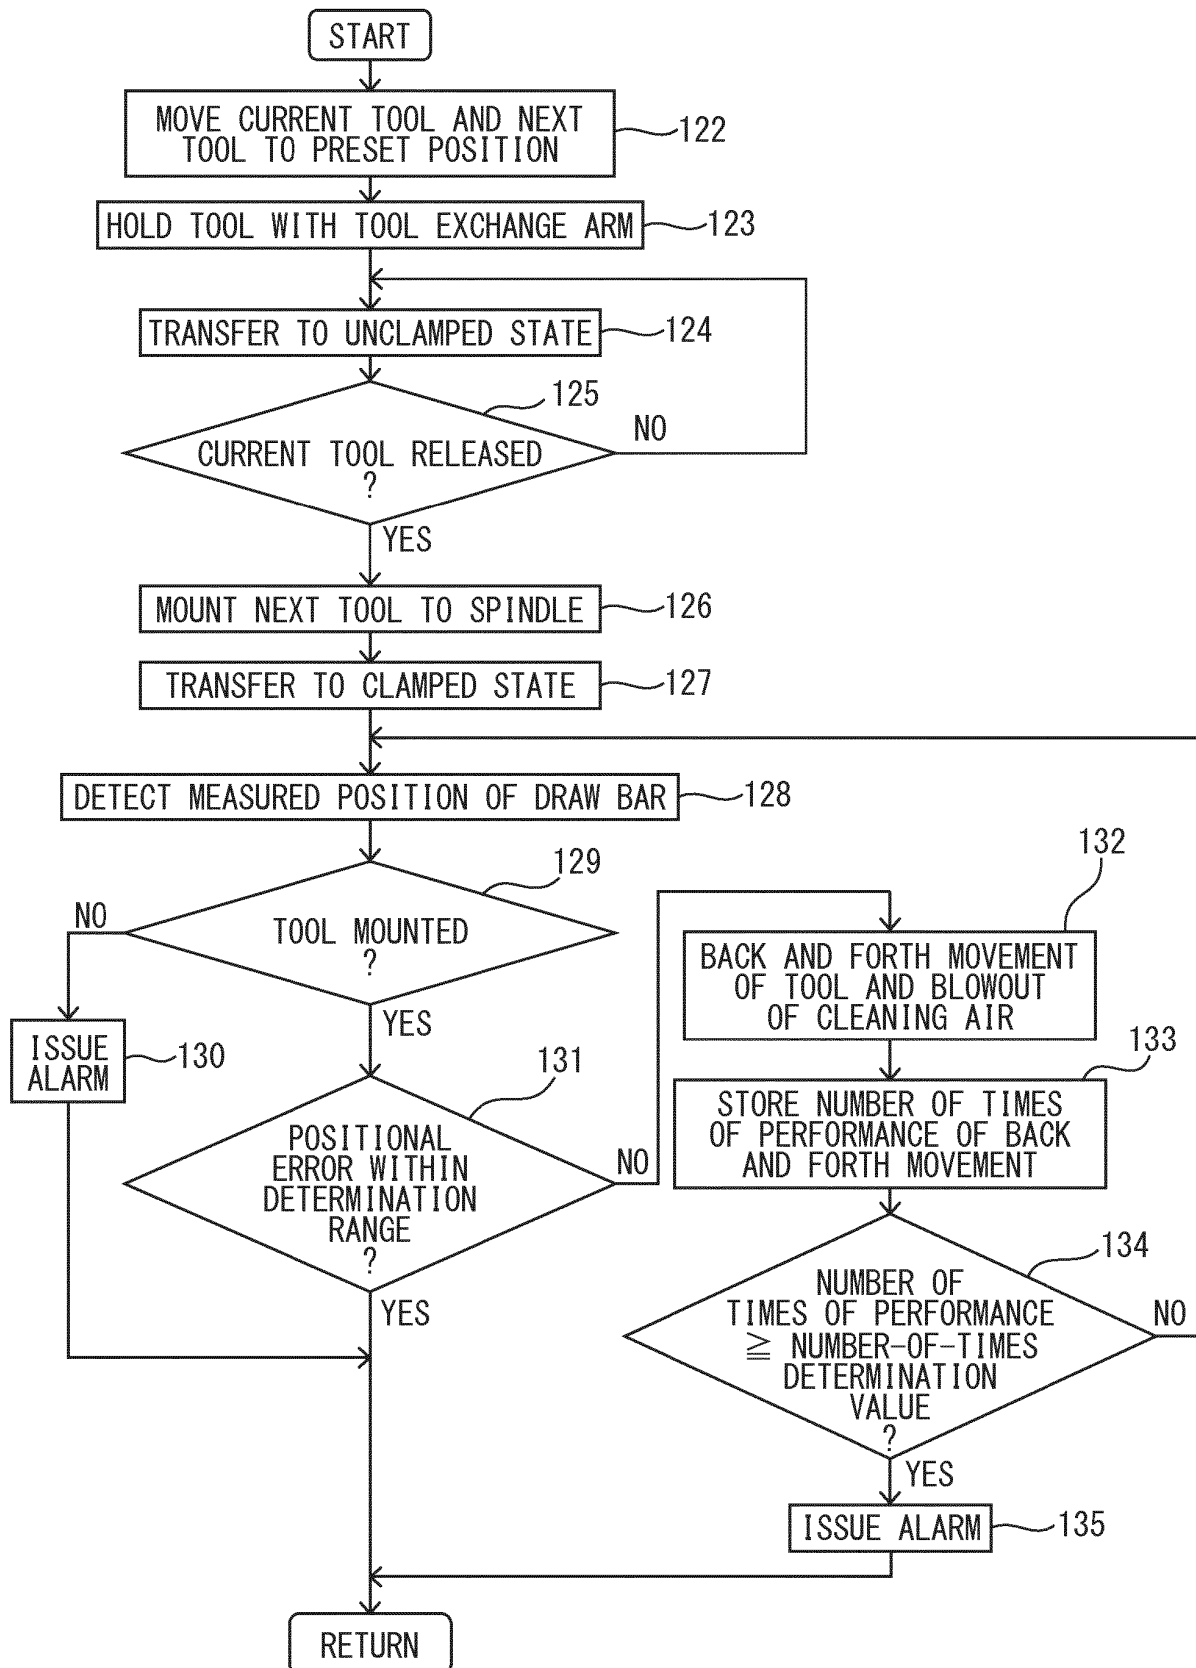 START
MOVE CURRENT TOOL AND NEXT
TOOL TO PRESET POSITION
122
HOLD TOOL WITH TOOL EXCHANGE ARM
123
TRANSFER TO UNCLAMPED STATE
124
125
CURRENT TOOL RELEASED
?
NO
YES
MOUNT NEXT TOOL TO SPINDLE
126
TRANSFER TO CLAMPED STATE
127
DETECT MEASURED POSITION OF DRAW BAR
128
129
NO
TOOL MOUNTED
?
YES
ISSUE
ALARM
130
131
POSITIONAL
ERROR WITHIN
DETERMINATION
RANGE
?
NO
YES
132
BACK AND FORTH MOVEMENT
OF TOOL AND BLOWOUT
OF CLEANING AIR
133
STORE NUMBER OF TIMES
OF PERFORMANCE OF BACK
AND FORTH MOVEMENT
134
NUMBER OF
TIMES OF PERFORMANCE
≧ NUMBER-OF-TIMES
DETERMINATION
VALUE
?
NO
YES
ISSUE ALARM
135
RETURN